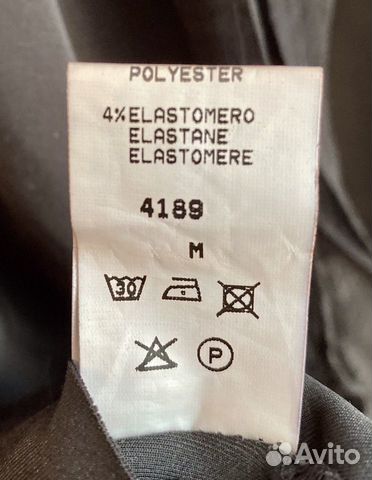 POLYESTER
4%ELASTOMERO
ELASTANE
ELASTOMERE
4189
M
30
P
Avito